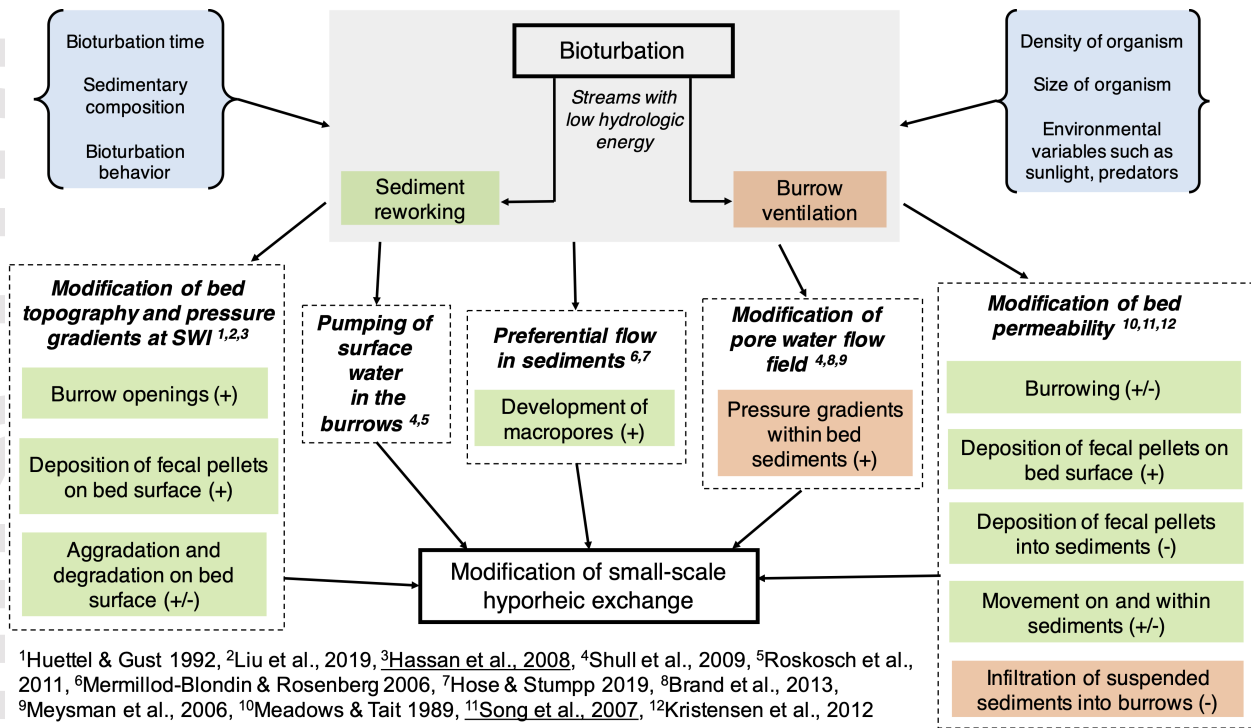 Bioturbation time
Sedimentary
composition
Bioturbation
behavior
Bioturbation
Streams with
low hydrologic
energy
Sediment
reworking
Burrow
ventilation
Density of organism
Size of organism
Environmental
variables such as
sunlight, predators
Modification of bed
topography and pressure
gradients at SWI 1,2,3
Burrow openings (+)
Deposition of fecal pellets
on bed surface (+)
Aggradation and
degradation on bed
surface (+/-)
Pumping of
surface
water
in the
burrows 4,5
Preferential flow
in sediments 6,7
Development of
macropores (+)
Modification of
pore water flow
field 4,8,9
Pressure gradients
within bed
sediments (+)
Modification of bed
permeability 10,11,12
Burrowing (+/-)
Deposition of fecal pellets on
bed surface (+)
Deposition of fecal pellets
into sediments (-)
Movement on and within
sediments (+/-)
Infiltration of suspended
sediments into burrows (-)
Modification of small-scale
hyporheic exchange
1Huettel & Gust 1992, 2Liu et al., 2019, 3Hassan et al., 2008, 4Shull et al., 2009, 5Roskosch et al.,
2011, 6Mermillod-Blondin & Rosenberg 2006, 7Hose & Stumpp 2019, 8Brand et al., 2013,
9Meysman et al., 2006, 10Meadows & Tait 1989, 11Song et al., 2007, 12Kristensen et al., 2012